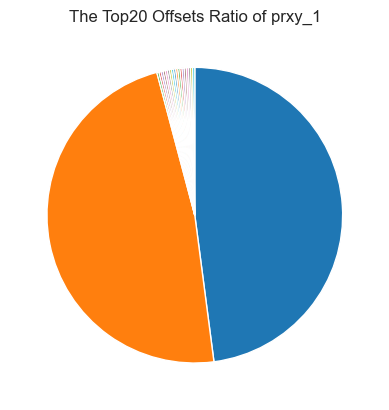 The Top20 Offsets Ratio of prxy_1